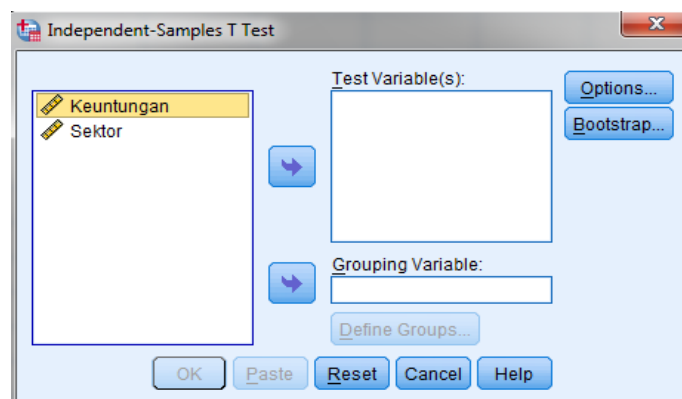 Independent-Samples T Test
Keuntungan
Sektor
Test Variable(s):
Grouping Variable:
Define Groups...
Options...
Bootstrap...
OK Paste Reset Cancel Help